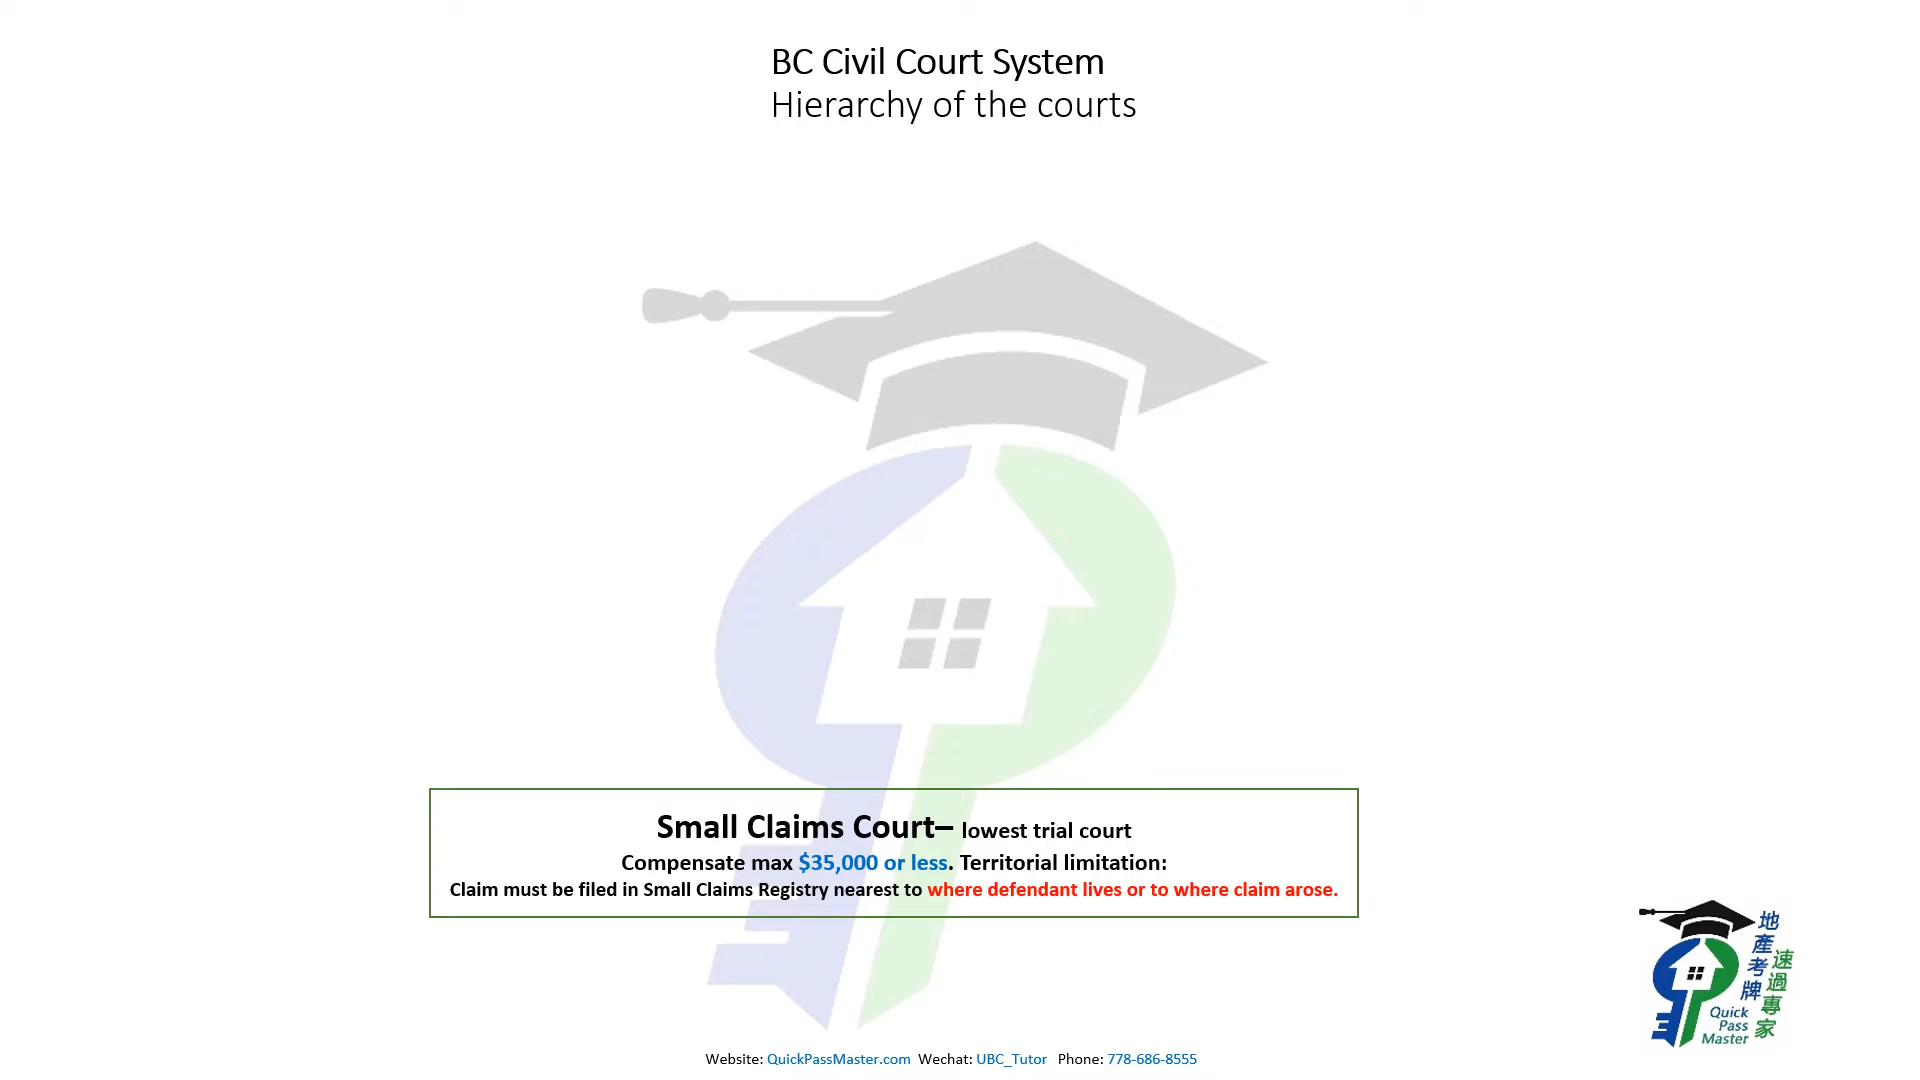 BC Civil Court System
Hierarchy of the courts
Small Claims Court– lowest trial court
Compensate max $35,000 or less. Territorial limitation:
Claim must be filed in Small Claims Registry nearest to where defendant lives or to where claim arose.
地產考牌
速過專家
Quick
Pass
Master
Website: QuickPassMaster.com Wechat: UBC_Tutor Phone: 778-686-8555